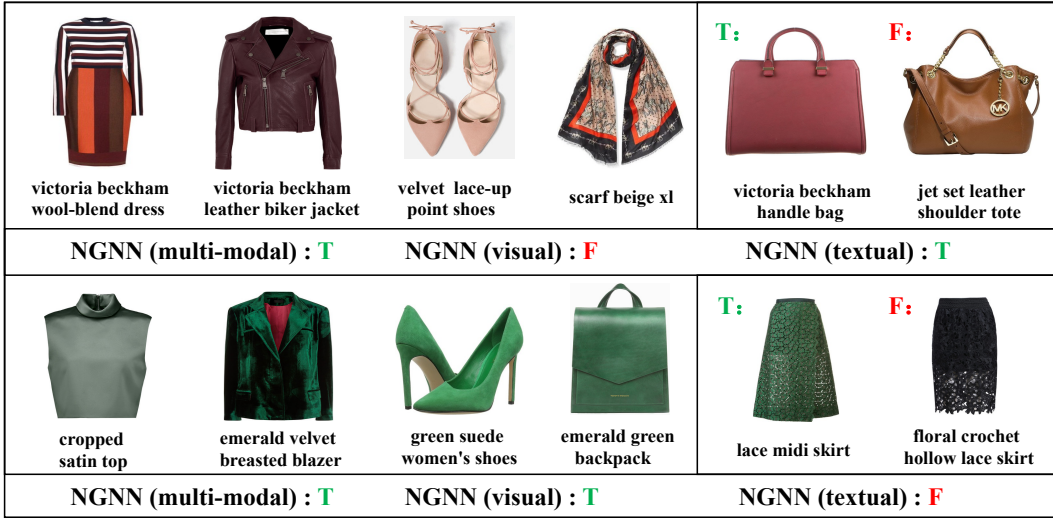 T:
F:
MK
victoria beckham
wool-blend dress
victoria beckham
leather biker jacket
velvet lace-up
point shoes
scarf beige xl
victoria beckham
handle bag
jet set leather
shoulder tote
NGNN (multi-modal) : T
NGNN (visual) : F
NGNN (textual) : T
T:
F:
cropped
satin top
emerald velvet
breasted blazer
green suede
women's shoes
emerald green
backpack
lace midi skirt
floral crochet
hollow lace skirt
NGNN (multi-modal) : T
NGNN (visual) : T
NGNN (textual) : F